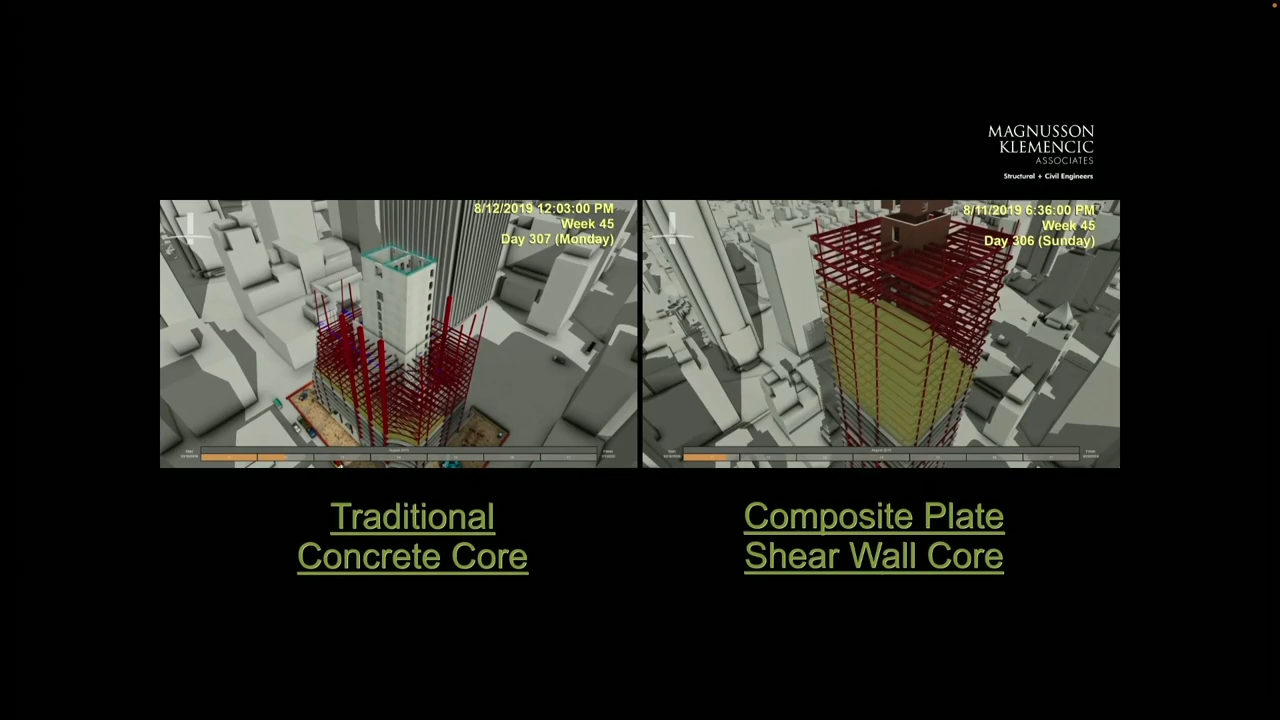 MAGNUSSON
KLEMENCIC
ASSOCIATES
Structural + Civil Engineers
8/12/2019 12:03:00 PM
Week 45
Day 307 (Monday)
8/11/2019 6:36:00 PM
Week 45
Day 306 (Sunday)
Traditional
Concrete Core
Composite Plate
Shear Wall Core